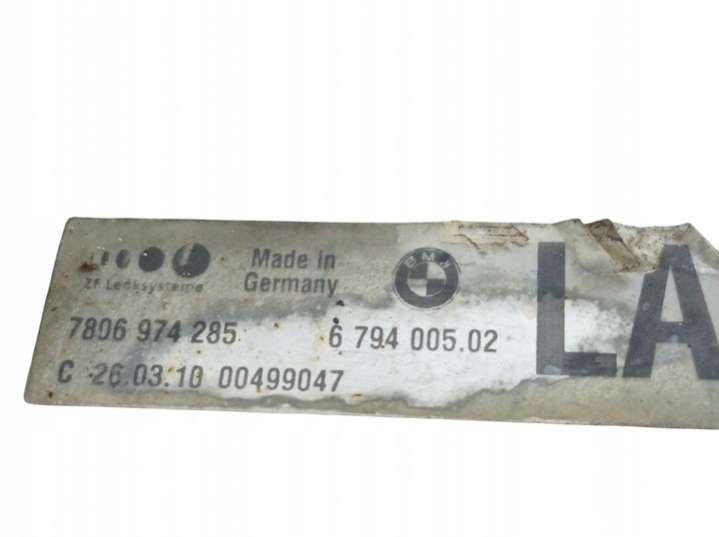 ZF Lenksysteme
Made in
Germany
BMW
LA
7806 974 285 6 794 005.02
C 26.03.10 00499047